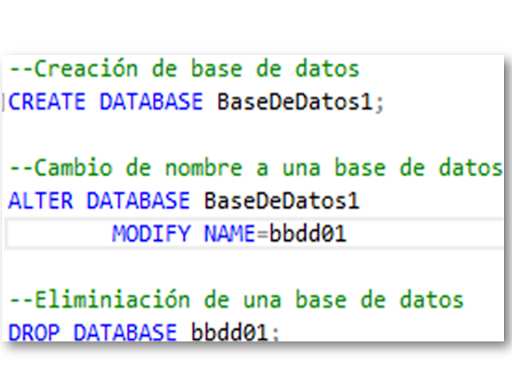 --Creación de base de datos
CREATE DATABASE BaseDeDatos1;
--Cambio de nombre a una base de datos
ALTER DATABASE BaseDeDatos1
MODIFY NAME=bbdd01
--Eliminiación de una base de datos
DROP DATABASE bbdd01;